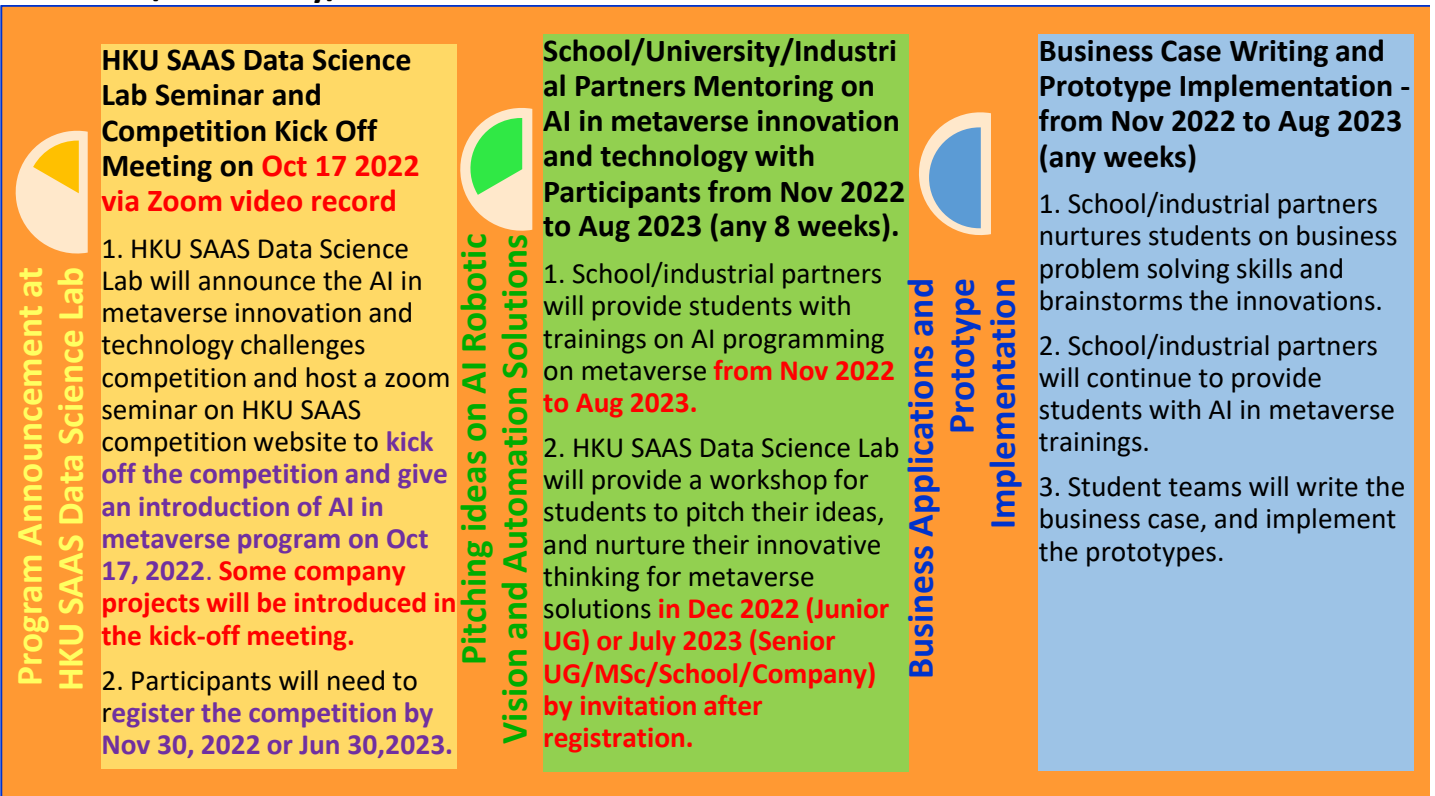 Program Announcement at
HKU SAAS Data Science Lab
HKU SAAS Data Science
Lab Seminar and
Competition Kick Off
Meeting on Oct 17 2022
via Zoom video record
1. HKU SAAS Data Science
Lab will announce the AI in
metaverse innovation and
technology challenges
competition and host a zoom
seminar on HKU SAAS
competition website to kick
off the competition and give
an introduction of AI in
metaverse program on Oct
17, 2022. Some company
projects will be introduced in
the kick-off meeting.
2. Participants will need to
register the competition by
Nov 30, 2022 or Jun 30,2023.
Pitching ideas on AI Robotic
Vision and Automation Solutions
School/University/Industri
al Partners Mentoring on
AI in metaverse innovation
and technology with
Participants from Nov 2022
to Aug 2023 (any 8 weeks).
1. School/industrial partners
will provide students with
trainings on AI programming
on metaverse from Nov 2022
to Aug 2023.
2. HKU SAAS Data Science Lab
will provide a workshop for
students to pitch their ideas,
and nurture their innovative
thinking for metaverse
solutions in Dec 2022 (Junior
UG) or July 2023 (Senior
UG/MSc/School/Company)
by invitation after
registration.
Business Applications and
Prototype
Implementation
Business Case Writing and
Prototype Implementation -
from Nov 2022 to Aug 2023
(any weeks)
1. School/industrial partners
nurtures students on business
problem solving skills and
brainstorms the innovations.
2. School/industrial partners
will continue to provide
students with AI in metaverse
trainings.
3. Student teams will write the
business case, and implement
the prototypes.